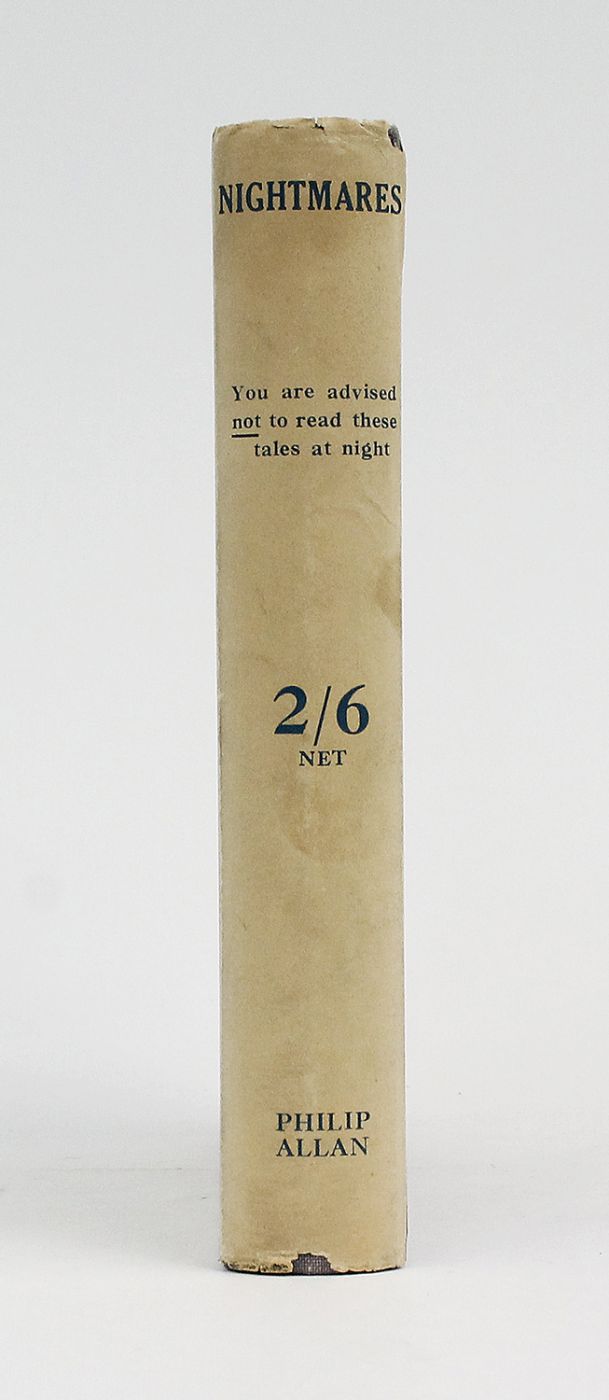 NIGHTMARES
You are advised
not to read these
tales at night
2/6
NET
PHILIP
ALLAN